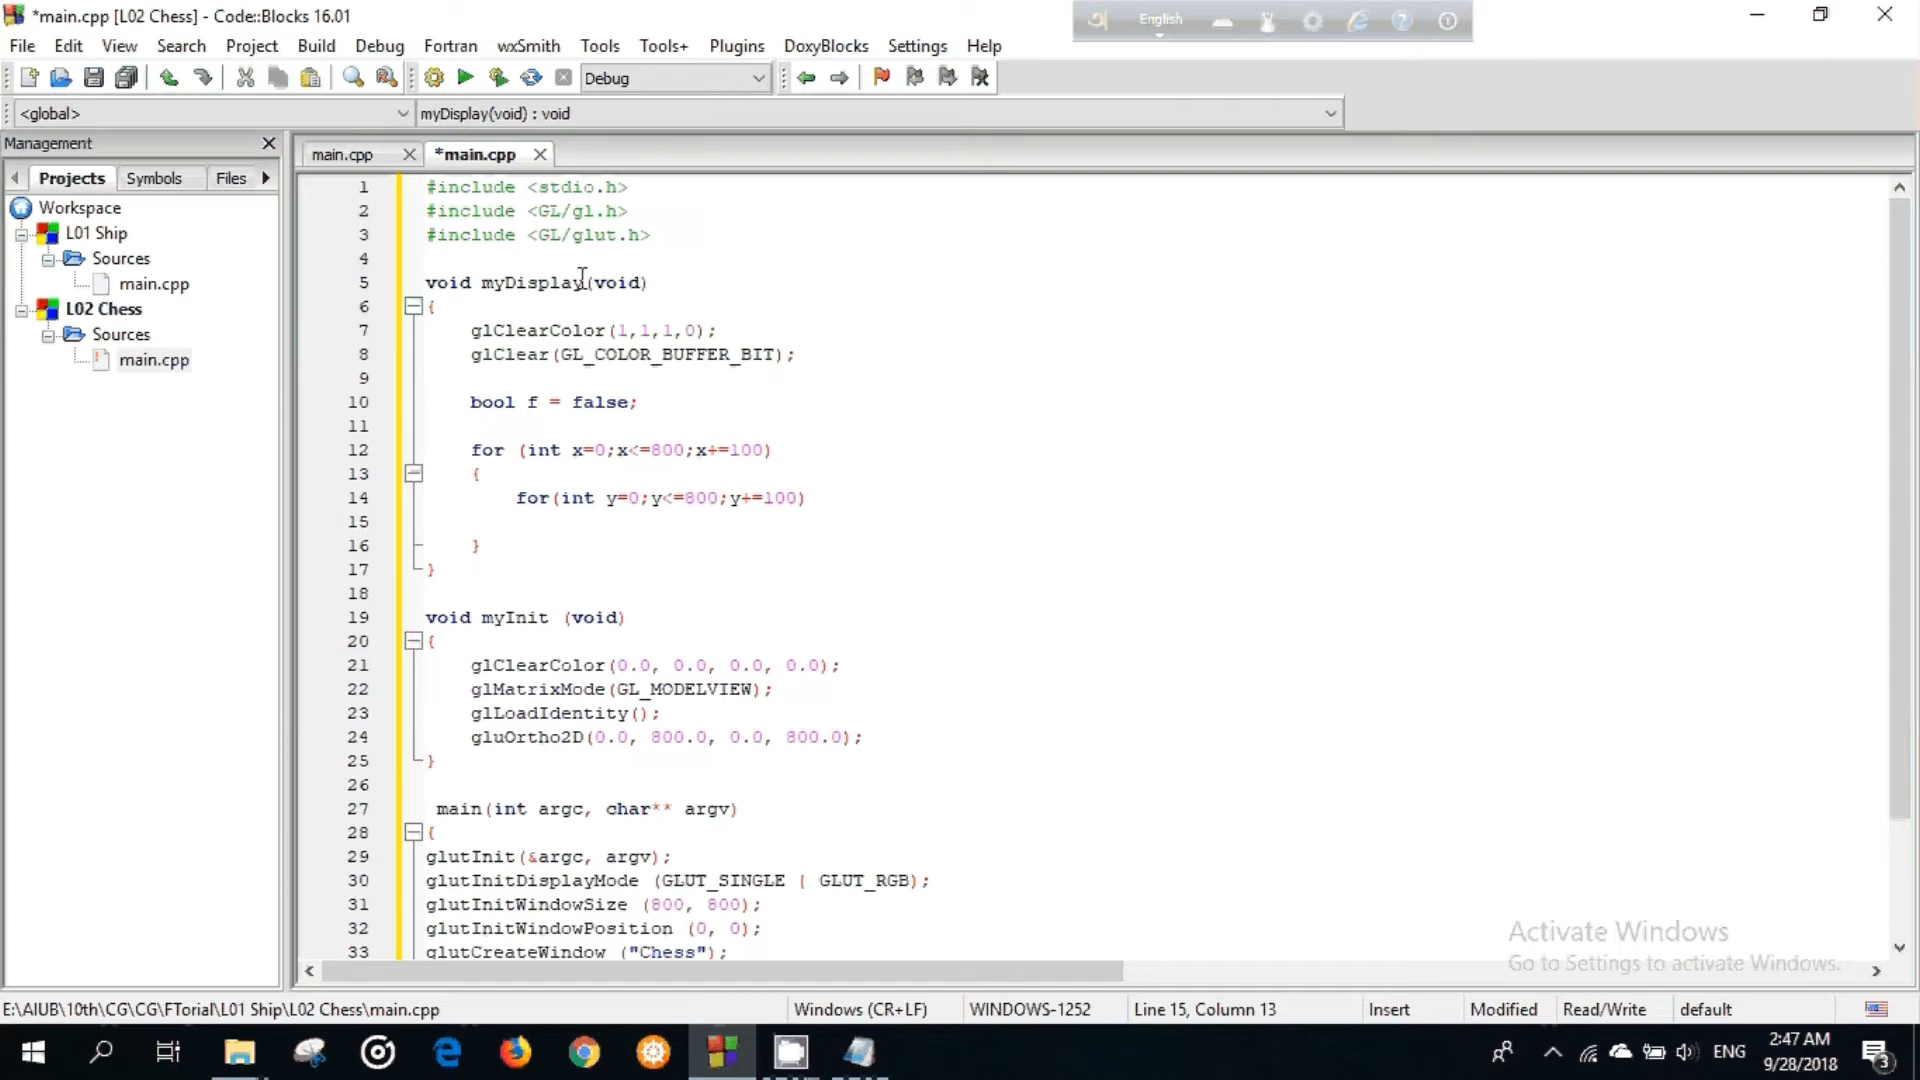 *main.cpp [L02 Chess] - Code::Blocks 16.01
English
File Edit View Search Project Build Debug Fortran wxSmith Tools Tools+ Plugins DoxyBlocks Settings Help
Debug
<global>
myDisplay(void) : void
Management
main.cpp
*main.cpp
Projects Symbols Files
Workspace
L01 Ship
Sources
main.cpp
L02 Chess
Sources
main.cpp
1 #include <stdio.h>
2 #include <GL/gl.h>
3 #include <GL/glut.h>
4
5 void myDisplay(void)
6 {
7 glClearColor(1,1,1,0);
8 glClear(GL_COLOR_BUFFER_BIT);
9
10 bool f = false;
11
12 for (int x=0;x<=800;x+=100)
13 {
14 for(int y=0;y<=800;y+=100)
15
16 }
17 }
18
19 void myInit (void)
20 {
21 glClearColor(0.0, 0.0, 0.0, 0.0);
22 glMatrixMode(GL_MODELVIEW);
23 glLoadIdentity();
24 gluOrtho2D(0.0, 800.0, 0.0, 800.0);
25 }
26
27 main(int argc, char** argv)
28 {
29 glutInit(&argc, argv);
30 glutInitDisplayMode (GLUT_SINGLE | GLUT_RGB);
31 glutInitWindowSize (800, 800);
32 glutInitWindowPosition (0, 0);
33 glutCreateWindow ("Chess");
Activate Windows
Go to Settings to activate Windows.
E:\AIUB\10th\CG\CG\FTorial\L01 Ship\L02 Chess\main.cpp
Windows (CR+LF)
WINDOWS-1252
Line 15, Column 13
Insert
Modified
Read/Write
default
ENG
2:47 AM
9/28/2018
3